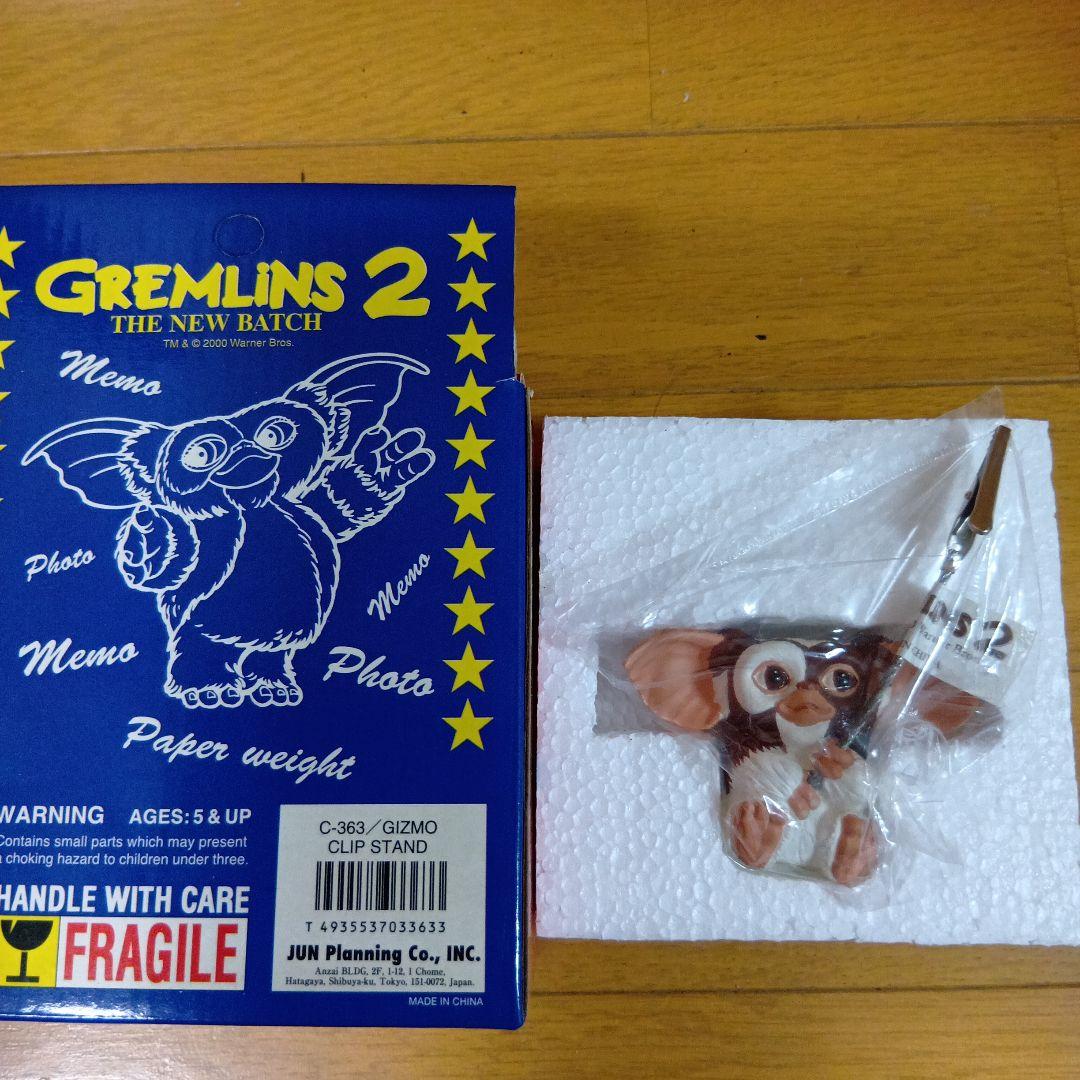 GREMLINS 2
THE NEW BATCH
TM & © 2000 Warner Bros.
Memo
Photo
Memo
Memo
Photo
Paper weight
WARNING AGES: 5 & UP
Contains small parts which may present
a choking hazard to children under three.
HANDLE WITH CARE
FRAGILE
C-363/GIZMO
CLIP STAND
T 4935537033633
JUN Planning Co., INC.
Anzai BLDG, 2F, 1-12, 1 Chome,
Hatagaya, Shibuya-ku, Tokyo, 151-0072, Japan.
MADE IN CHINA
2